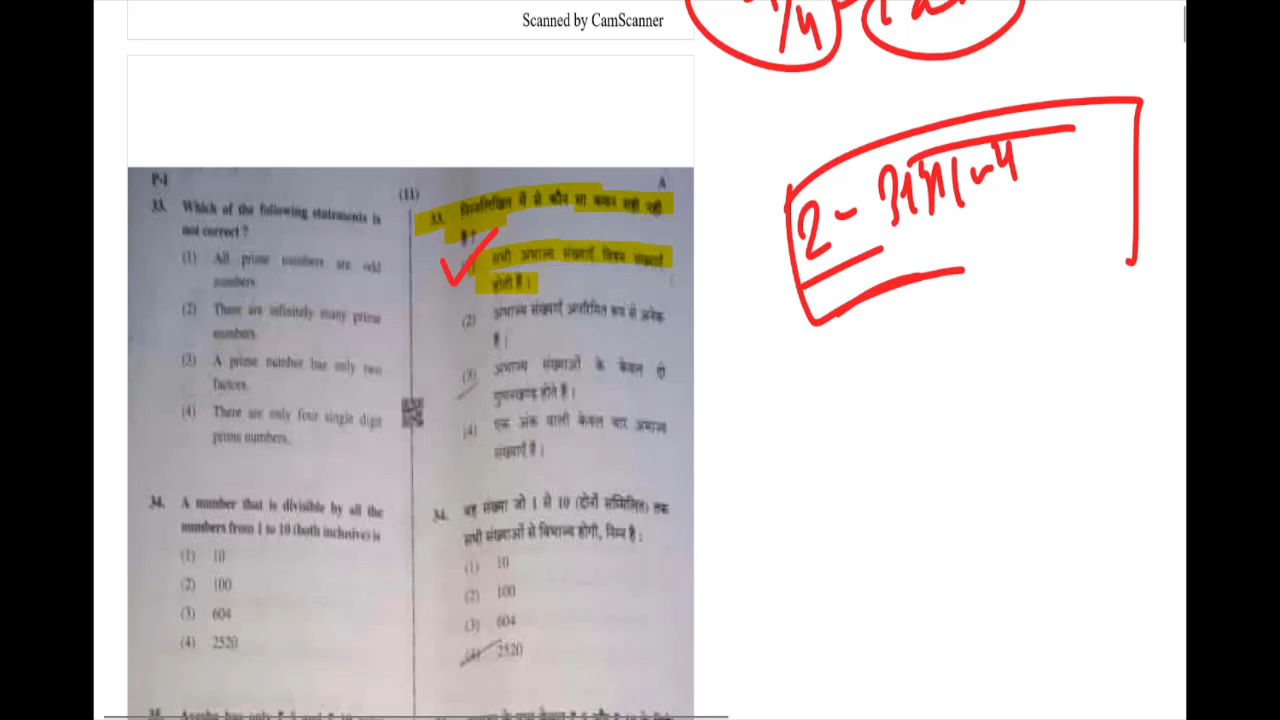 Scanned by CamScanner
2 - अभाज्य
P-I
(11)
A
33. Which of the following statements is
not correct ?
(1) All prime numbers are odd
numbers.
(2) There are infinitely many prime
numbers.
(3) A prime number has only two
factors.
(4) There are only four single digit
prime numbers.
34. A number that is divisible by all the
numbers from 1 to 10 (both inclusive) is
(1) 10
(2) 100
(3) 604
(4) 2520
33. निम्नलिखित में से कौन सा कथन सही नहीं
है ?
सभी अभाज्य संख्याएँ विषम संख्याएँ
होती हैं ।
(2) अभाज्य संख्याएँ अपरिमित रूप से अनेक
हैं ।
(3) अभाज्य संख्याओं के केवल दो
गुणनखण्ड होते हैं ।
(4) एक अंक वाली केवल चार अभाज्य
संख्याएँ हैं ।
34. वह संख्या जो 1 से 10 (दोनों सम्मिलित) तक
सभी संख्याओं से विभाज्य होगी, निम्न है :
(1) 10
(2) 100
(3) 604
(4) 2520